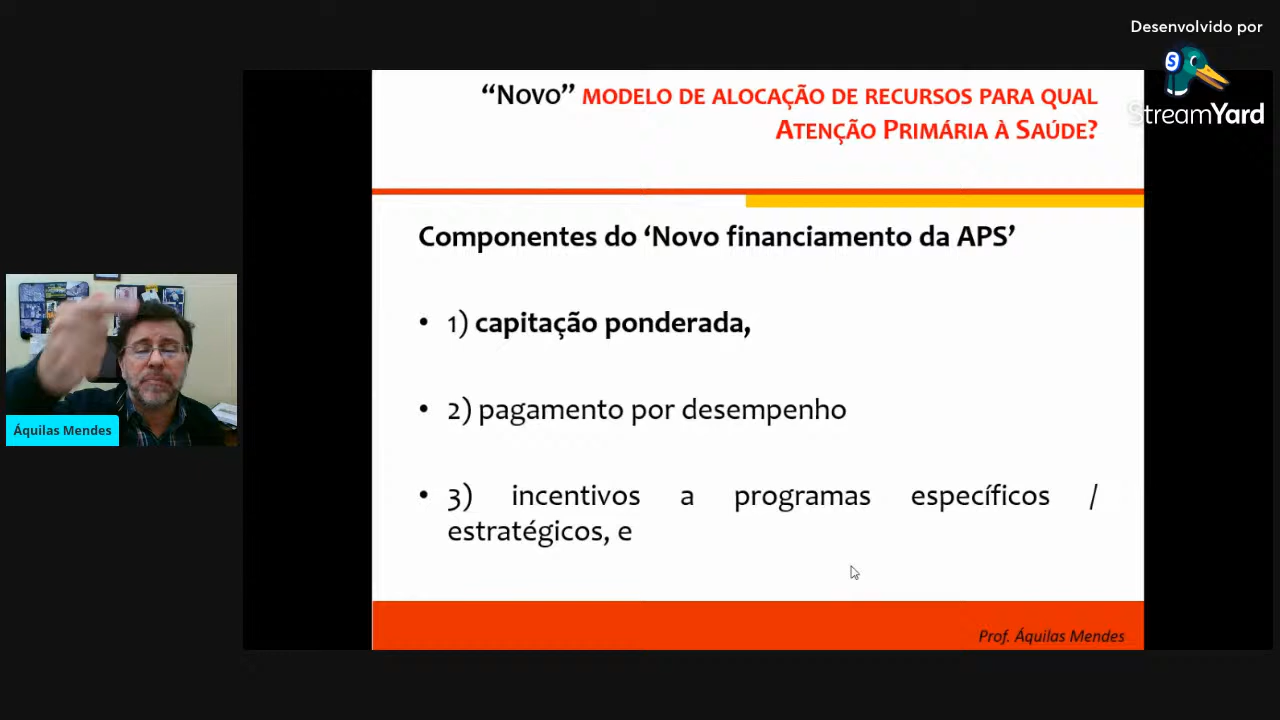 Desenvolvido por
StreamYard
“Novo” MODELO DE ALOCAÇÃO DE RECURSOS PARA QUAL
ATENÇÃO PRIMÁRIA À SAÚDE?
Componentes do ‘Novo financiamento da APS’
• 1) capitação ponderada,
• 2) pagamento por desempenho
• 3) incentivos a programas específicos /
estratégicos, e
Áquilas Mendes
Prof. Áquilas Mendes